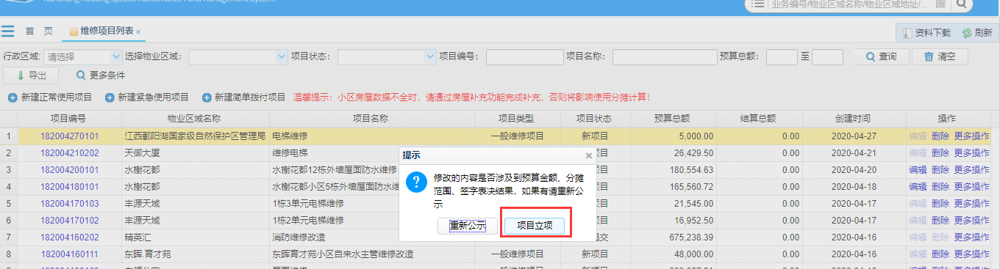 Nanchang Housing Special Maintenance Fund Management System
业务编号/物业区域名称/物业区域地址/...
首 页 维修项目列表 × 资料下载 刷新
行政区域: 请选择 选择物业区域: 项目状态: 项目编号: 项目名称: 预算总额: 至 查询 清空
导出 更多条件
新建正常使用项目 新建紧急使用项目 新建简单拨付项目 温馨提示：小区房屋数据不全时，请通过房屋补充功能完成补充，否则将影响使用分摊计算！
项目编号 物业区域名称 项目名称 项目类型 项目状态 预算总额 结算总额 创建时间 操作
1 182004270101 江西鄱阳湖国家级自然保护区管理局 电梯维修 一般维修项目 新项目 5,000.00 0.00 2020-04-27 编辑 删除 更多操作
2 182004210202 天御大厦 维修电梯 项目 26,429.50 0.00 2020-04-21 编辑 删除 更多操作
3 182004200101 水榭花都 水榭花都12栋外墙屋面防水维修 项目 180,554.63 0.00 2020-04-20 编辑 删除 更多操作
4 182004180101 水榭花都 水榭花都小区5栋外墙屋面防水维 项目 165,560.72 0.00 2020-04-18 编辑 删除 更多操作
5 182004170103 丰源天域 1栋3单元电梯维修 项目 21,545.00 0.00 2020-04-17 编辑 删除 更多操作
6 182004170102 丰源天域 1栋2单元电梯维修 项目 16,952.50 0.00 2020-04-17 编辑 删除 更多操作
7 182004160202 精英汇 消防维修改造 交 675,238.39 0.00 2020-04-16 编辑 删除 更多操作
8 182004160111 东晖.育才苑 东晖育才苑小区自来水主管维修改造 一般维修项目 新项目 48,000.00 0.00 2020-04-16 编辑 删除 更多操作
提示
修改的内容是否涉及到预算金额、分摊
范围、签字表决结果，如果有请重新公
示
重新公示 项目立项